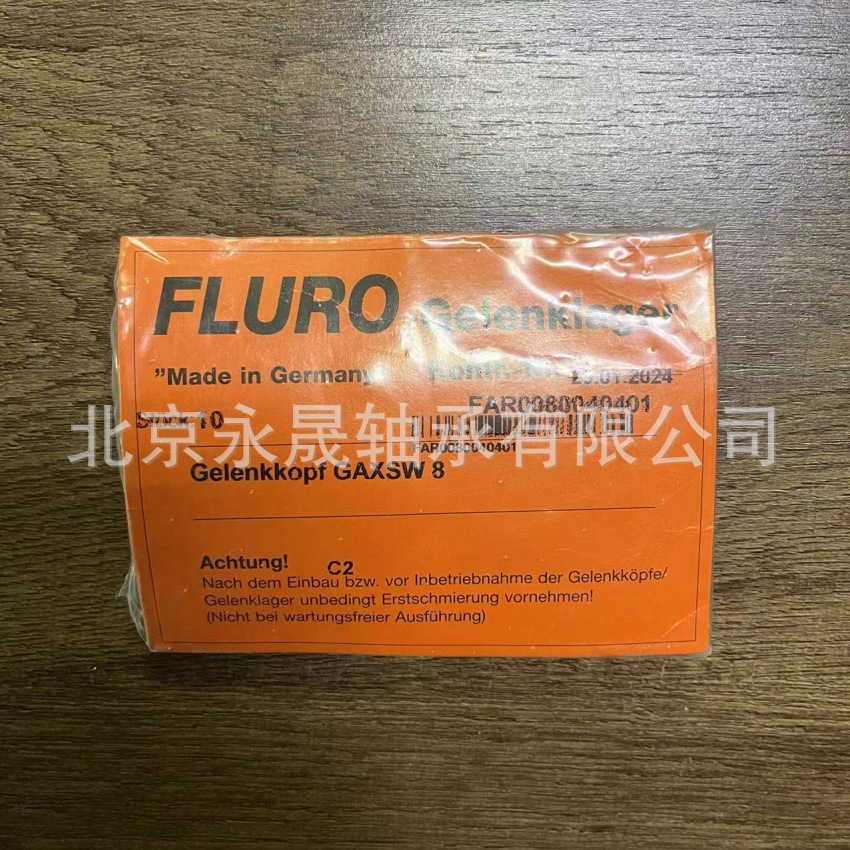 FLURO-Gelenklager
"Made in Germany"
.01.2024
FAR0080040401
10
FAR0080040401
北京永晟轴承有限公司
Gelenkkopf GAXSW 8
Achtung! C2
Nach dem Einbau bzw. vor Inbetriebnahme der Gelenkköpfe/
Gelenklager unbedingt Erstschmierung vornehmen!
(Nicht bei wartungsfreier Ausführung)